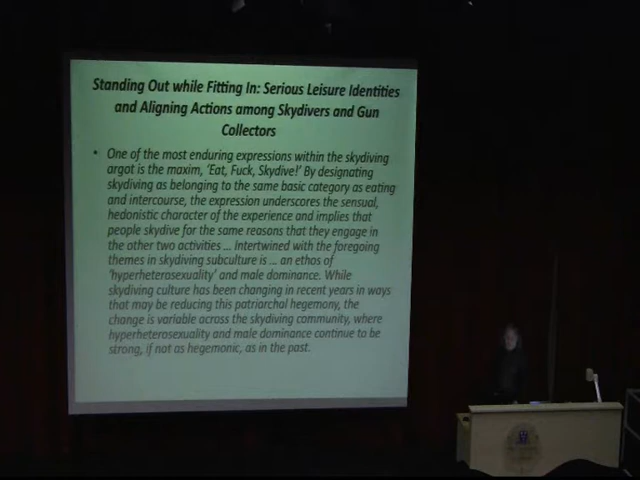 Standing Out while Fitting In: Serious Leisure Identities
and Aligning Actions among Skydivers and Gun
Collectors
• One of the most enduring expressions within the skydiving
argot is the maxim, 'Eat, Fuck, Skydive!' By designating
skydiving as belonging to the same basic category as eating
and intercourse, the expression underscores the sensual,
hedonistic character of the experience and implies that
people skydive for the same reasons that they engage in
the other two activities ... Intertwined with the foregoing
themes in skydiving subculture is ... an ethos of
'hyperheterosexuality' and male dominance. While
skydiving culture has been changing in recent years in ways
that may be reducing this patriarchal hegemony, the
change is variable across the skydiving community, where
hyperheterosexuality and male dominance continue to be
strong, if not as hegemonic, as in the past.